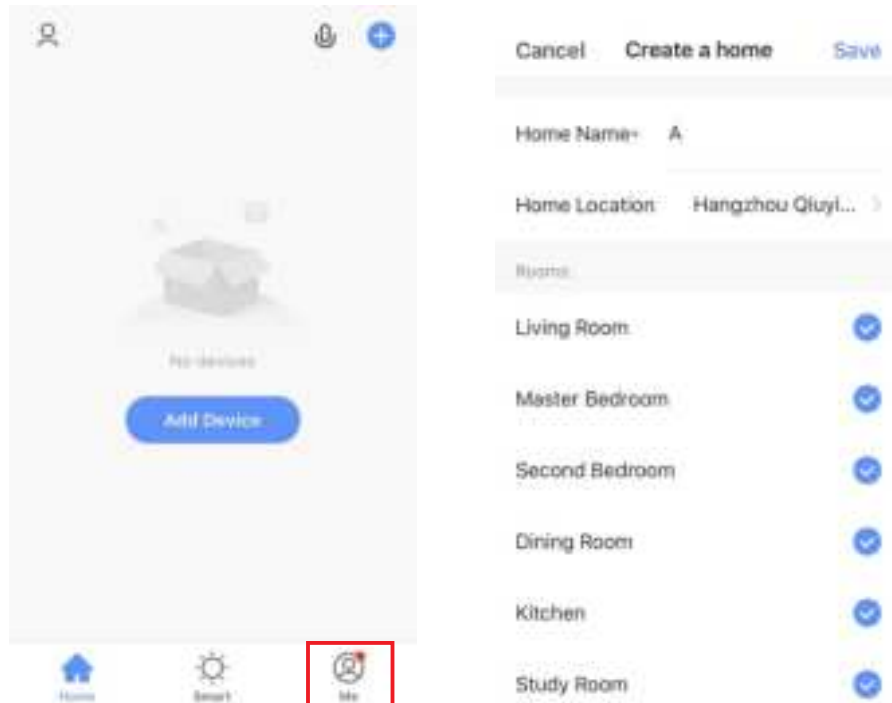 No devices
Add Device
Home
Smart
Me
Cancel Create a home Save
Home Name* A
Home Location Hangzhou Qiuyi... >
Rooms
Living Room
Master Bedroom
Second Bedroom
Dining Room
Kitchen
Study Room